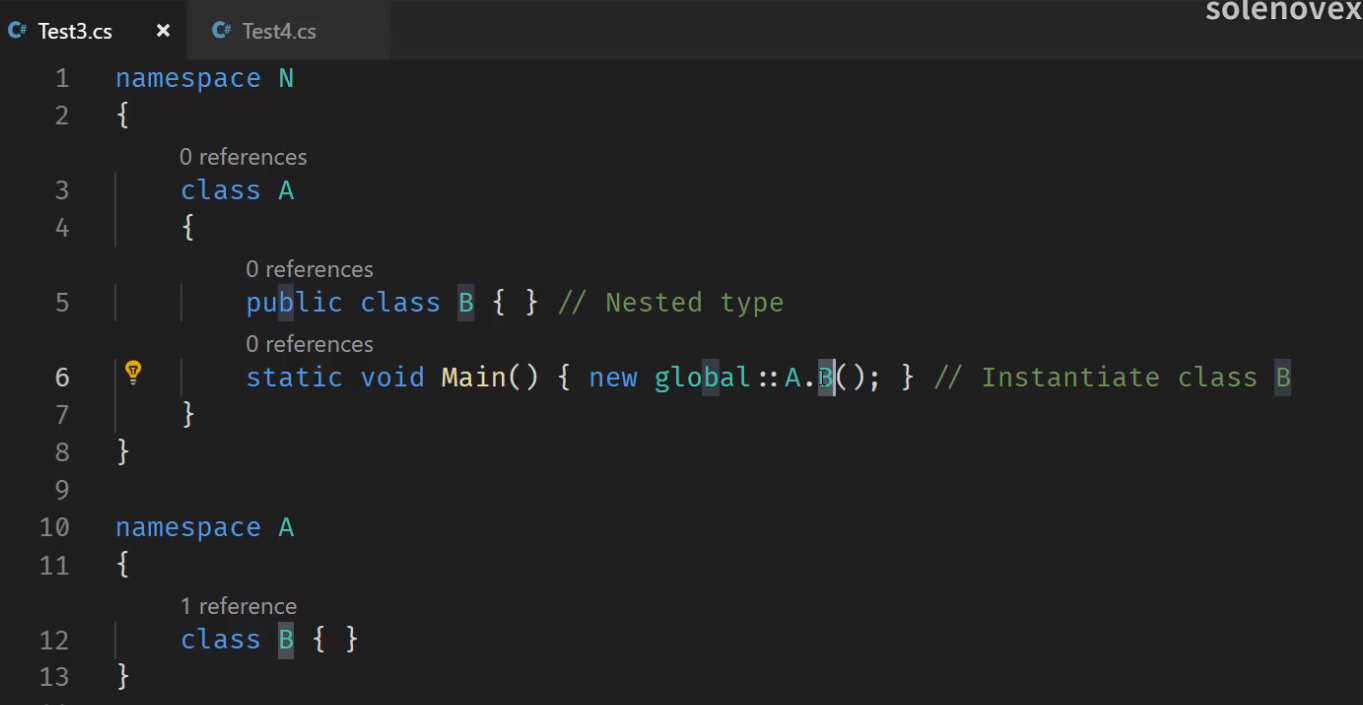 solenovex
C# Test3.cs × C# Test4.cs
1 namespace N
2 {
0 references
3 class A
4 {
0 references
5 public class B { } // Nested type
0 references
6 static void Main() { new global::A.B(); } // Instantiate class B
7 }
8 }
9
10 namespace A
11 {
1 reference
12 class B { }
13 }